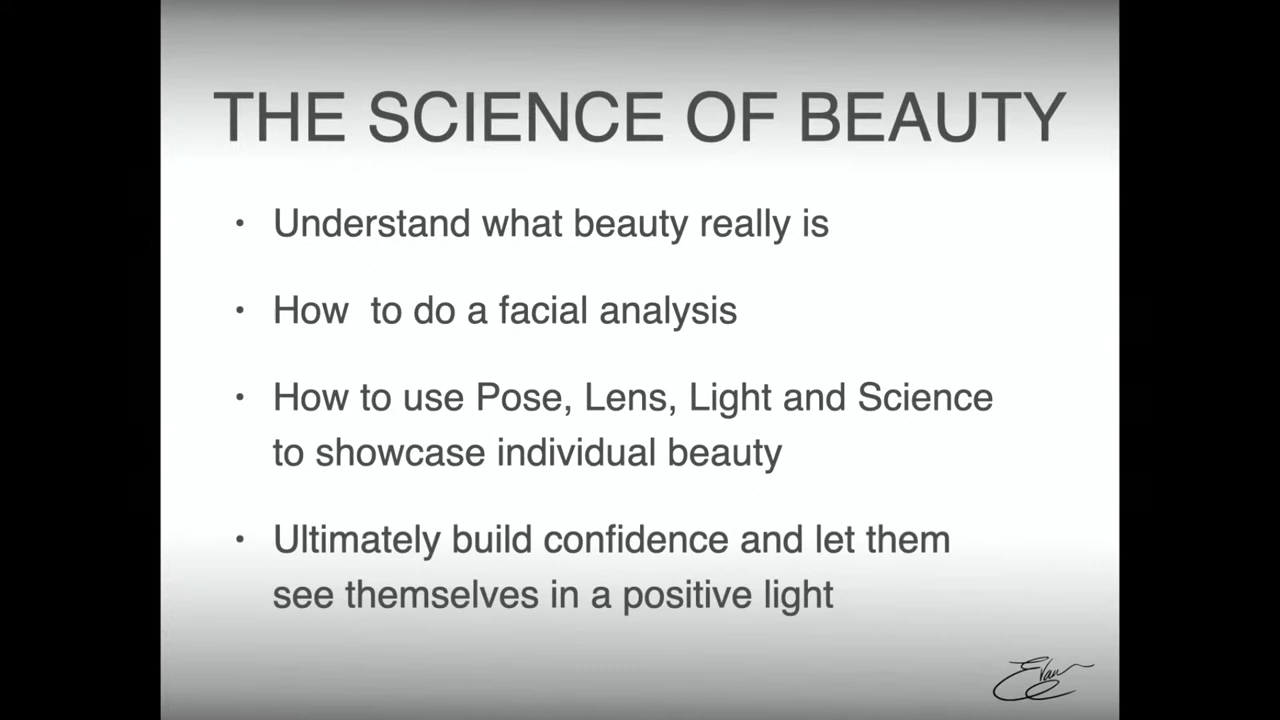 THE SCIENCE OF BEAUTY
• Understand what beauty really is
• How  to do a facial analysis
• How to use Pose, Lens, Light and Science
to showcase individual beauty
• Ultimately build confidence and let them
see themselves in a positive light
Evan